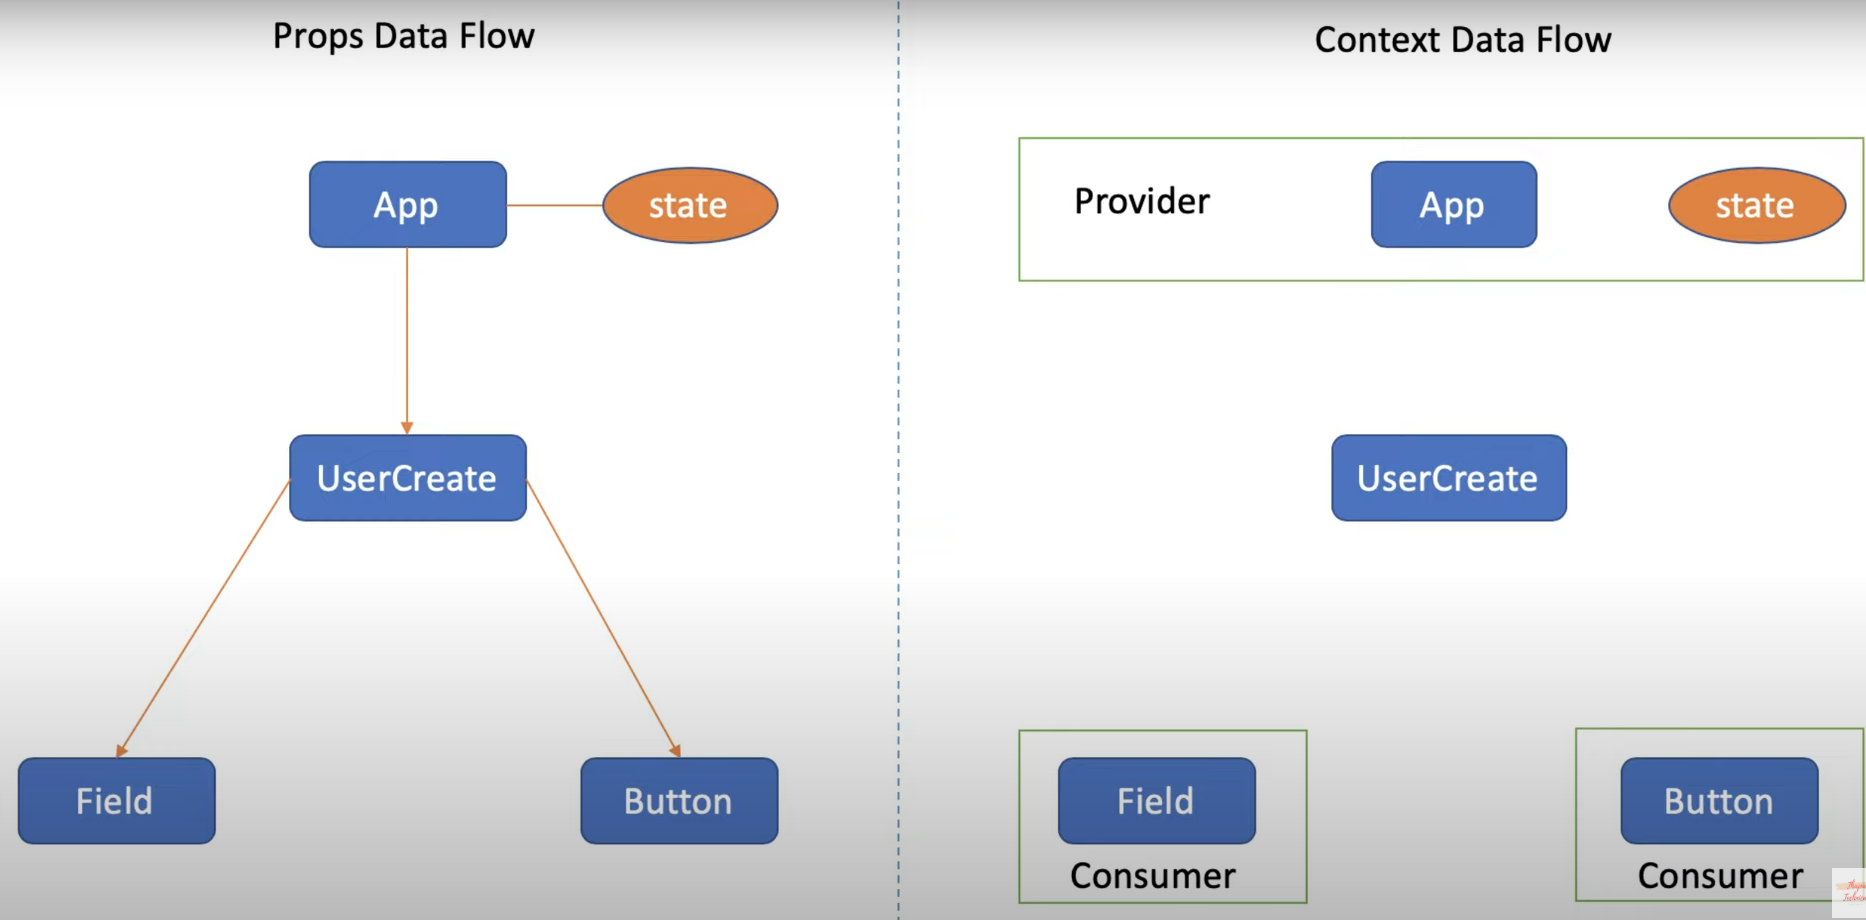 Props Data Flow
App
state
UserCreate
Field
Button
Context Data Flow
Provider
App
state
UserCreate
Field
Consumer
Button
Consumer